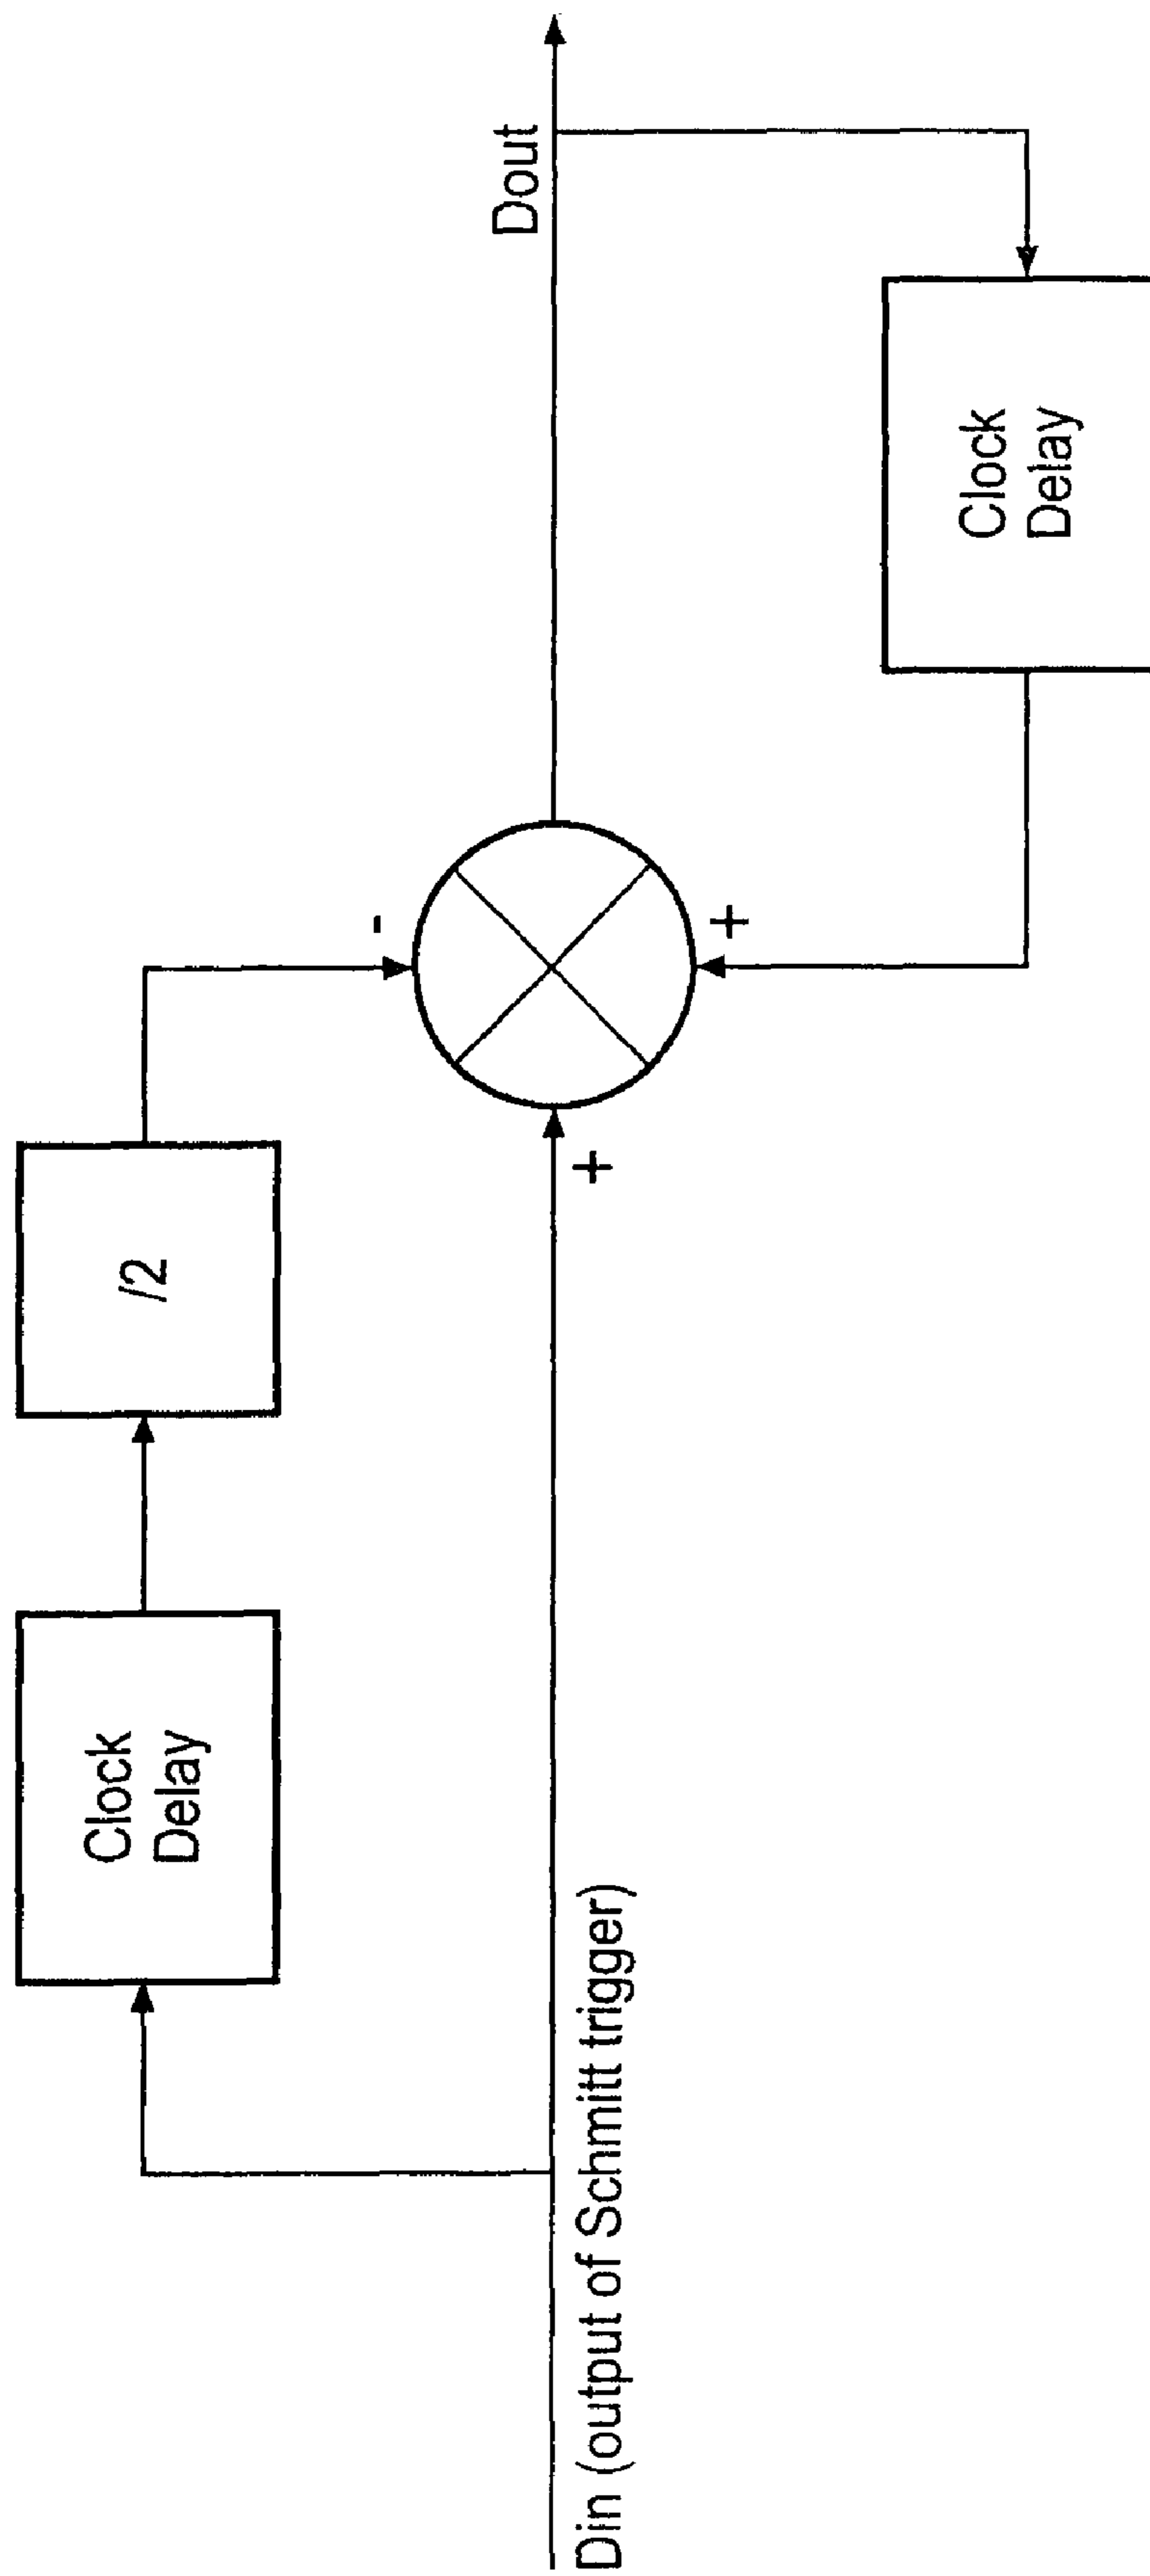 Clock
Delay
/2
-
Dout
Din (output of Schmitt trigger)
+
+
Clock
Delay